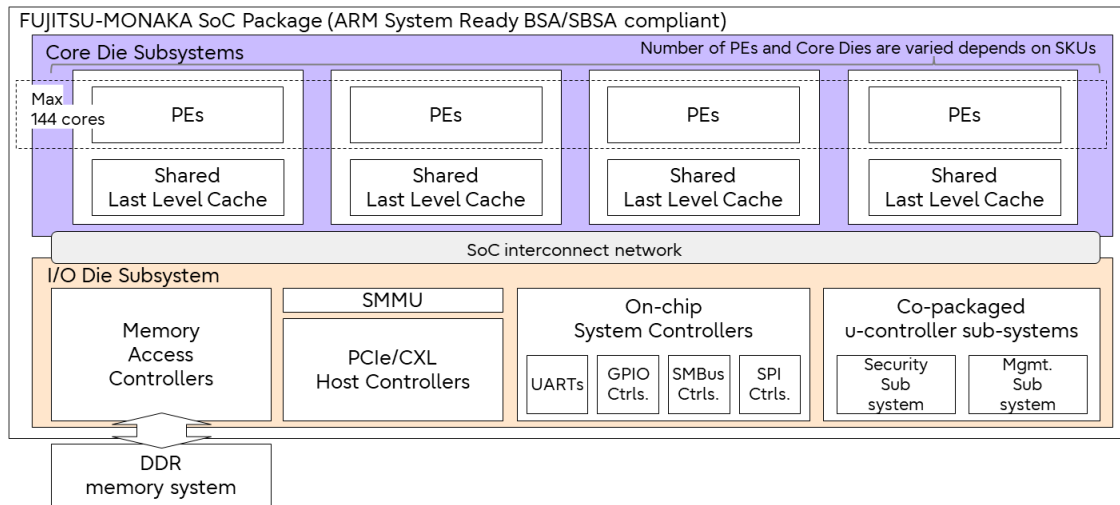 FUJITSU-MONAKA SoC Package (ARM System Ready BSA/SBSA compliant)
Core Die Subsystems
Number of PEs and Core Dies are varied depends on SKUs
Max
144 cores
PEs
PEs
PEs
PEs
Shared
Last Level Cache
Shared
Last Level Cache
Shared
Last Level Cache
Shared
Last Level Cache
SoC interconnect network
I/O Die Subsystem
Memory
Access
Controllers
SMMU
PCIe/CXL
Host Controllers
On-chip
System Controllers
UARTs
GPIO
Ctrls.
SMBus
Ctrls.
SPI
Ctrls.
Co-packaged
u-controller sub-systems
Security
Sub
system
Mgmt.
Sub
system
DDR
memory system